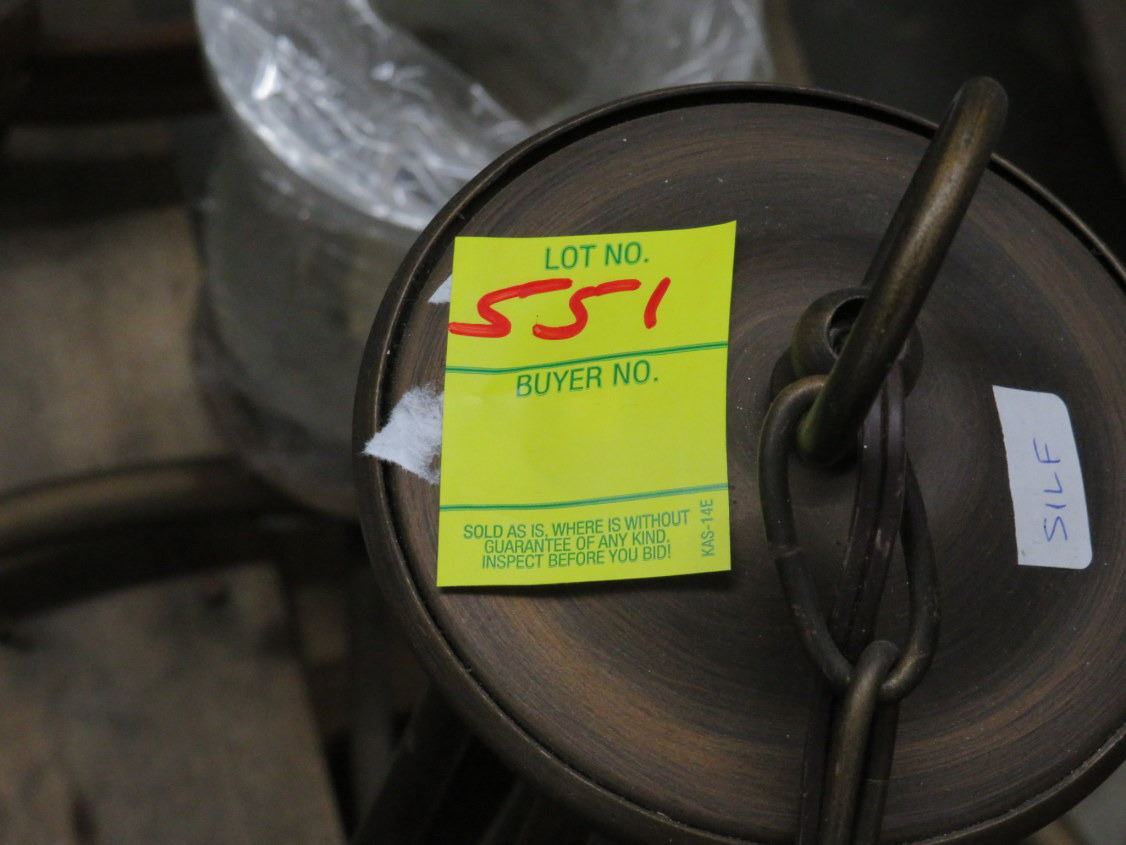 LOT NO.
551
BUYER NO.
SOLD AS IS, WHERE IS WITHOUT
GUARANTEE OF ANY KIND.
INSPECT BEFORE YOU BID!
KAS-14E
SILF